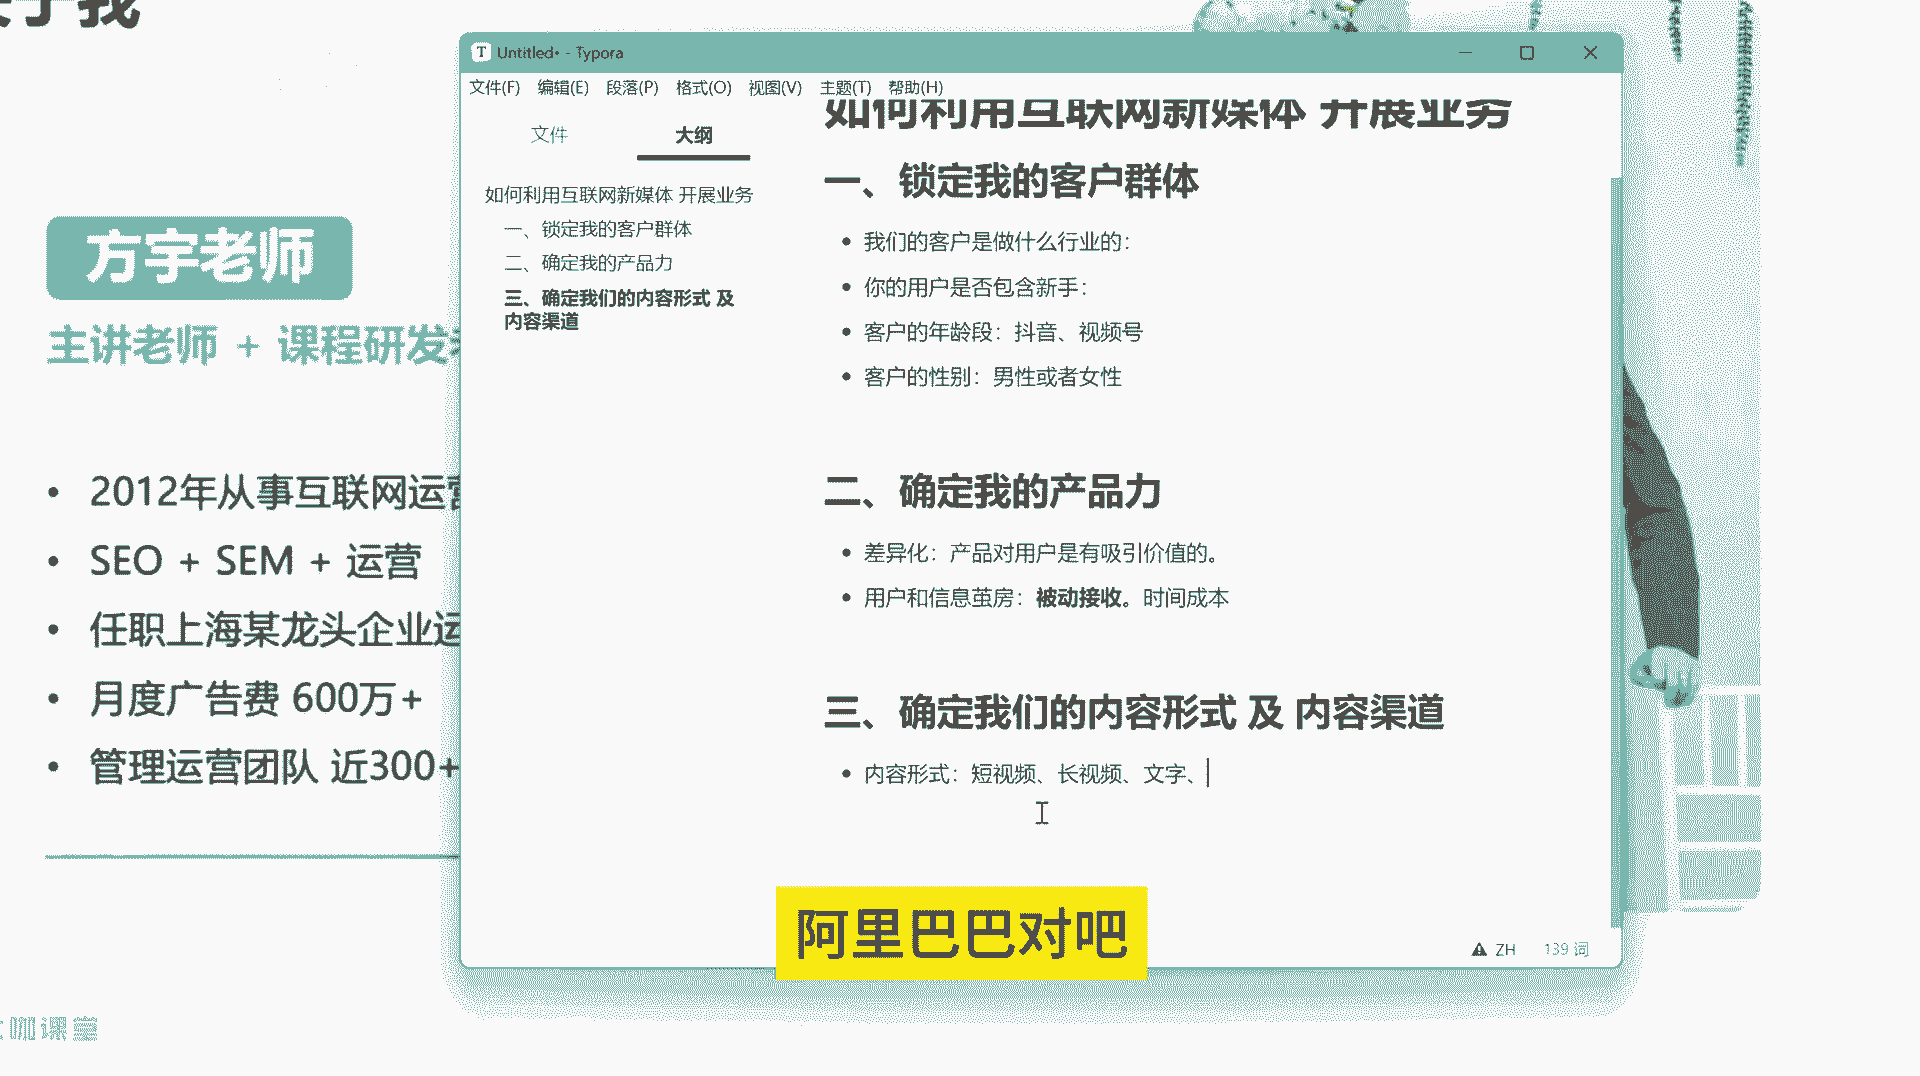 于我
方宇老师
主讲老师 + 课程研发
2012年从事互联网运营
SEO + SEM + 运营
任职上海某龙头企业运
月度广告费 600万+
管理运营团队 近300+
咖课堂
Untitled• - Typora
文件(F) 编辑(E) 段落(P) 格式(O) 视图(V) 主题(T) 帮助(H)
文件 大纲
如何利用互联网新媒体 开展业务
一、锁定我的客户群体
二、确定我的产品力
三、确定我们的内容形式 及
内容渠道
如何利用互联网新媒体 开展业务
一、锁定我的客户群体
我们的客户是做什么行业的：
你的用户是否包含新手：
客户的年龄段：抖音、视频号
客户的性别：男性或者女性
二、确定我的产品力
差异化：产品对用户是有吸引价值的。
用户和信息茧房：被动接收。时间成本
三、确定我们的内容形式 及 内容渠道
内容形式：短视频、长视频、文字、
阿里巴巴对吧
ZH 139 词